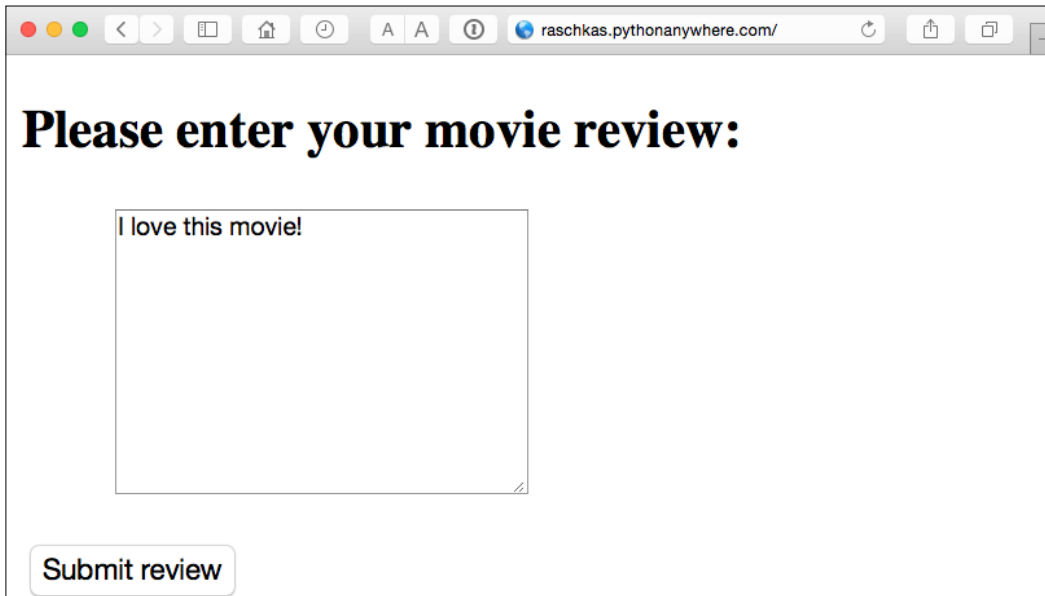 A A
raschkas.pythonanywhere.com/
Please enter your movie review:
I love this movie!
Submit review